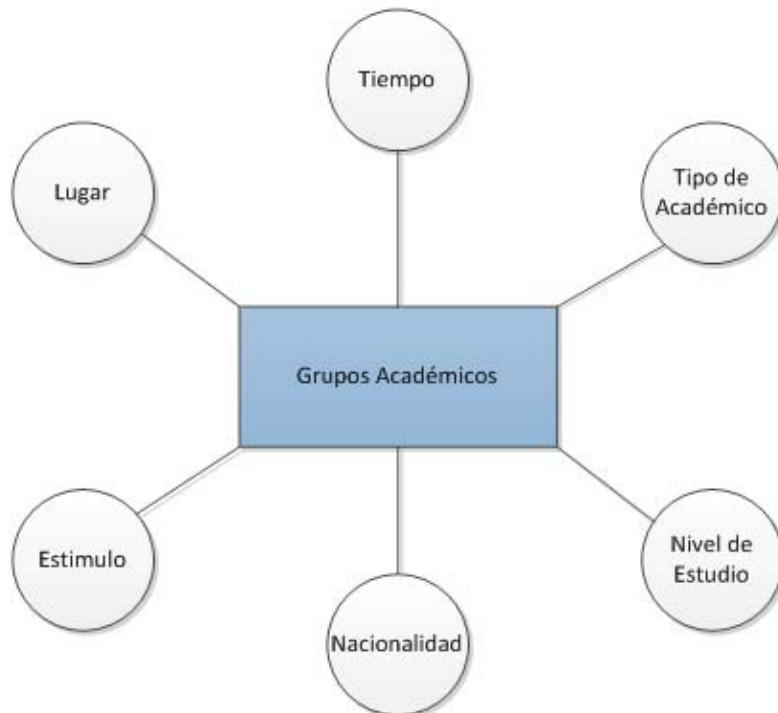 Tiempo
Lugar
Tipo de
Académico
Grupos Académicos
Estimulo
Nivel de
Estudio
Nacionalidad